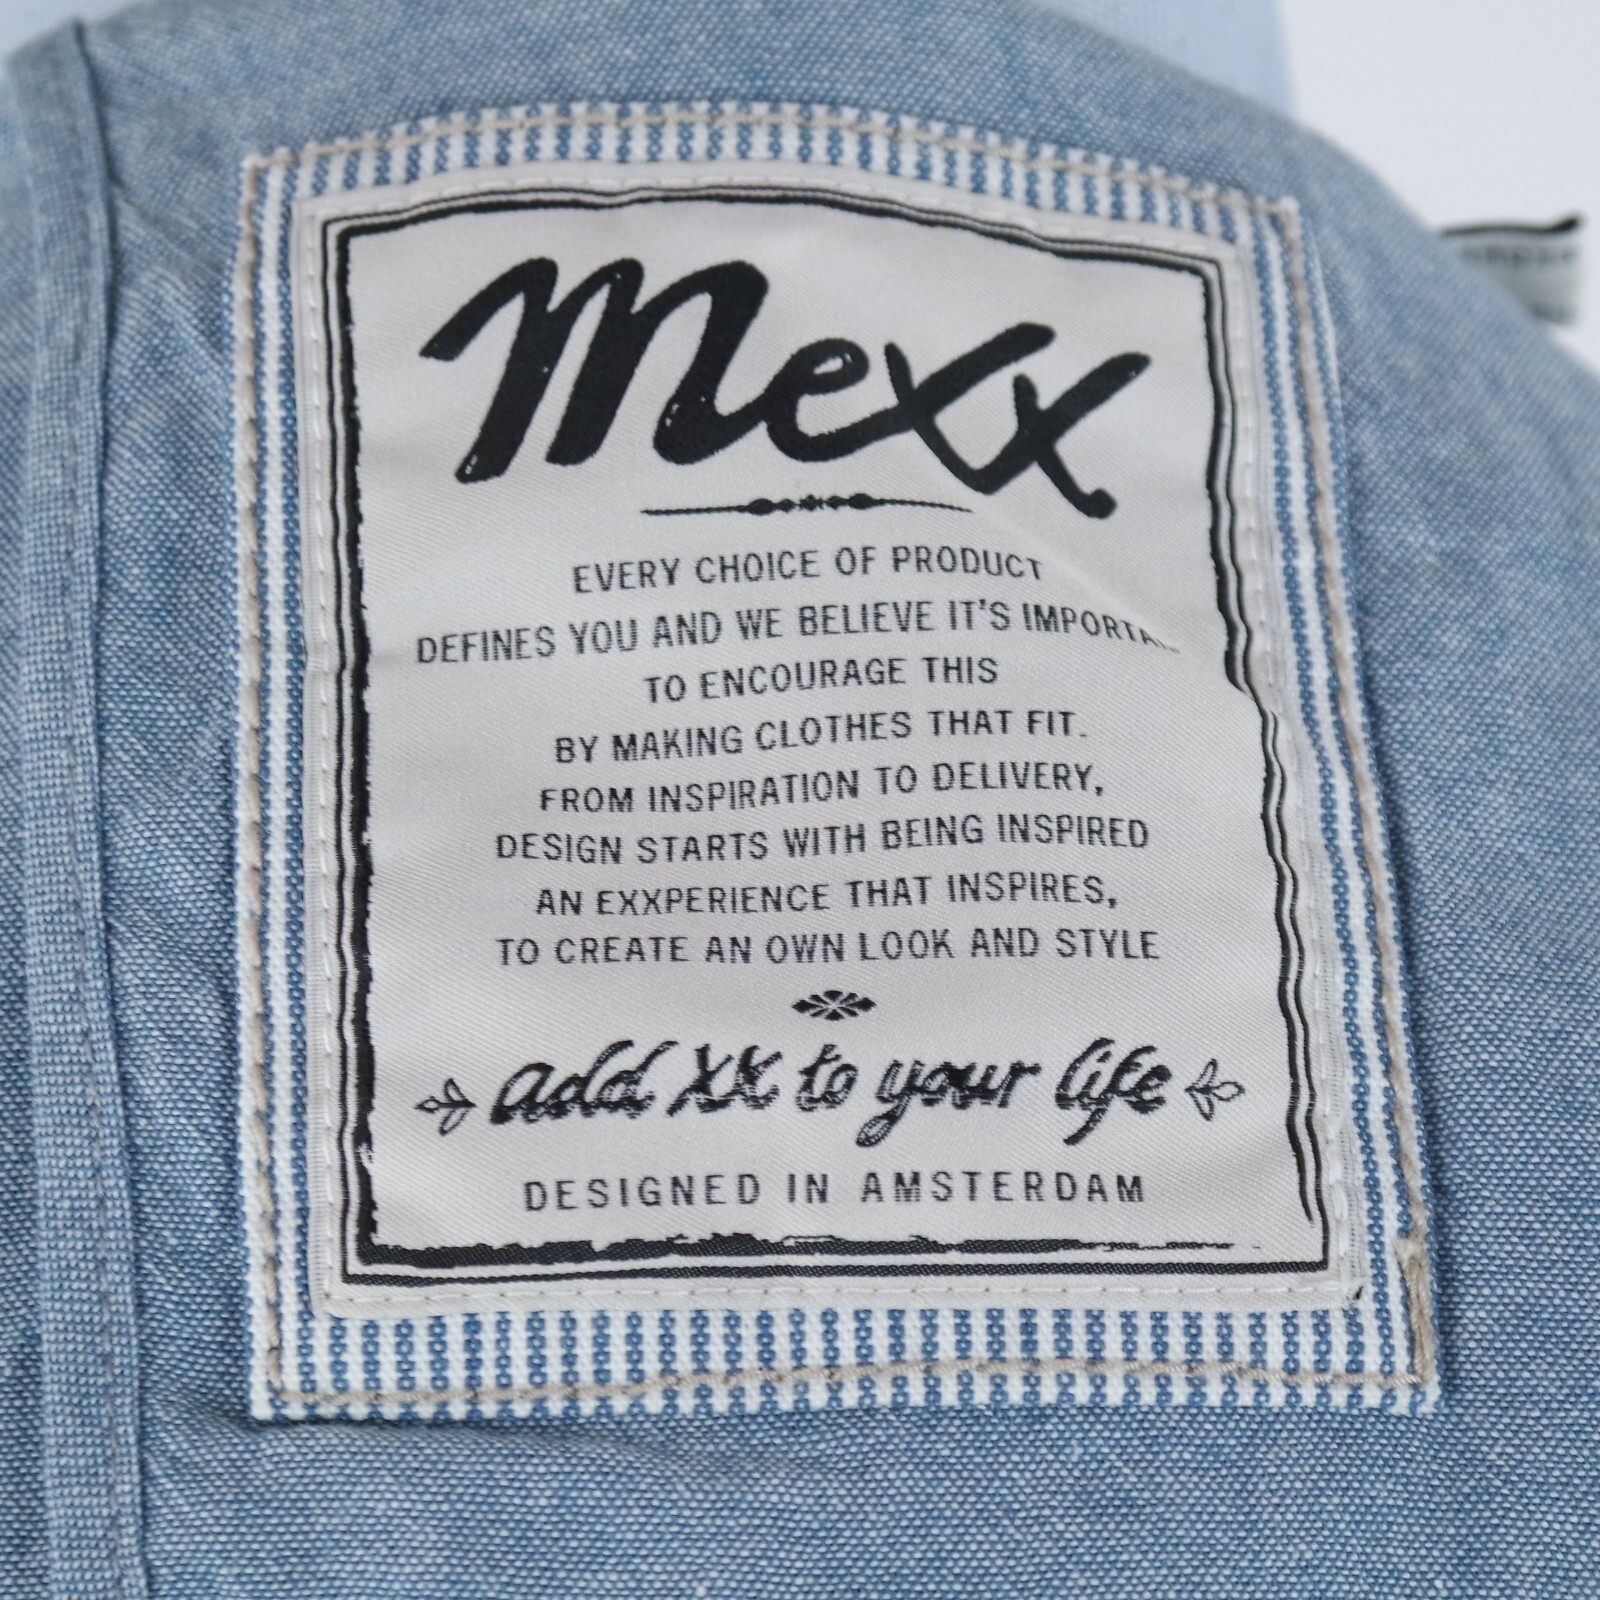 Mexx
EVERY CHOICE OF PRODUCT
DEFINES YOU AND WE BELIEVE IT'S
TO ENCOURAGE THIS
BY MAKING CLOTHES THAT FIT.
FROM INSPIRATION TO DELIVERY,
DESIGN STARTS WITH BEING INSPIRED
AN EXXPERIENCE THAT INSPIRES,
TO CREATE AN OWN LOOK AND STYLE
add XX to your life
DESIGNED IN AMSTERDAM